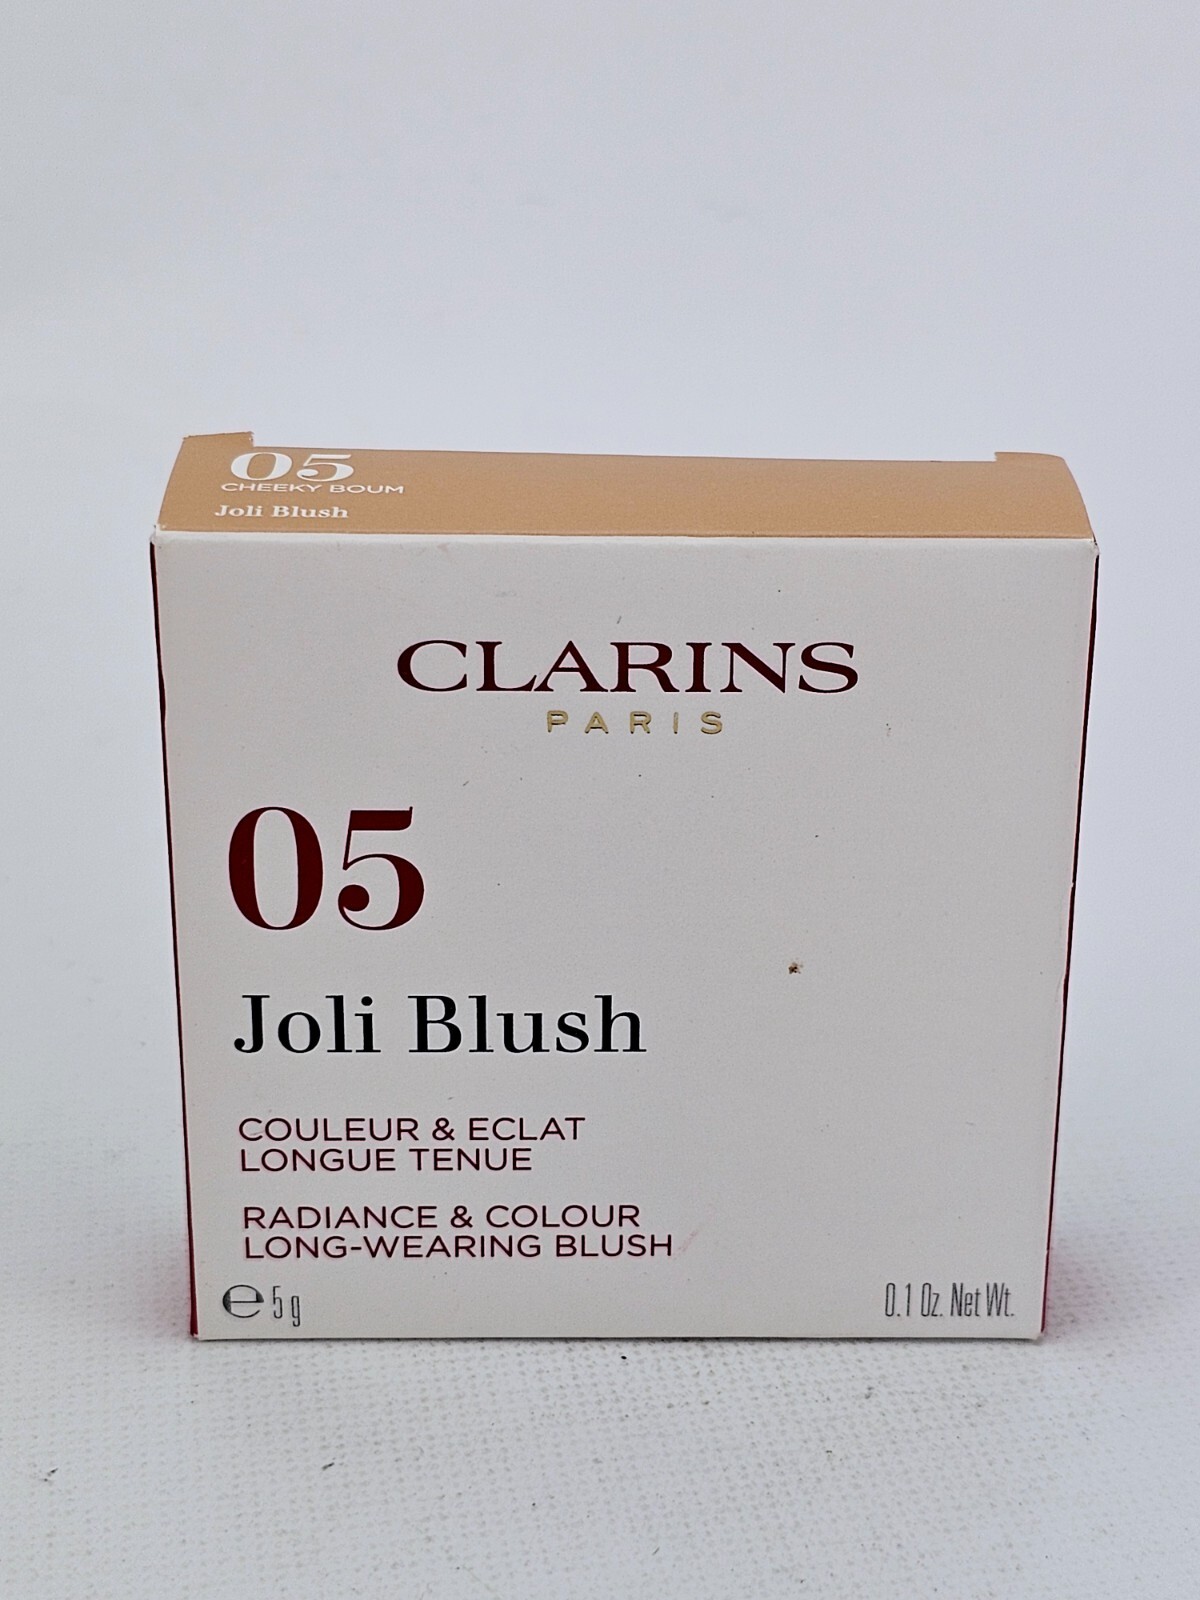 05
CHEEKY BOUM
Joli Blush
CLARINS
PARIS
05
Joli Blush
COULEUR & ECLAT
LONGUE TENUE
RADIANCE & COLOUR
LONG-WEARING BLUSH
℮ 5 g
0.1 Oz. Net Wt.